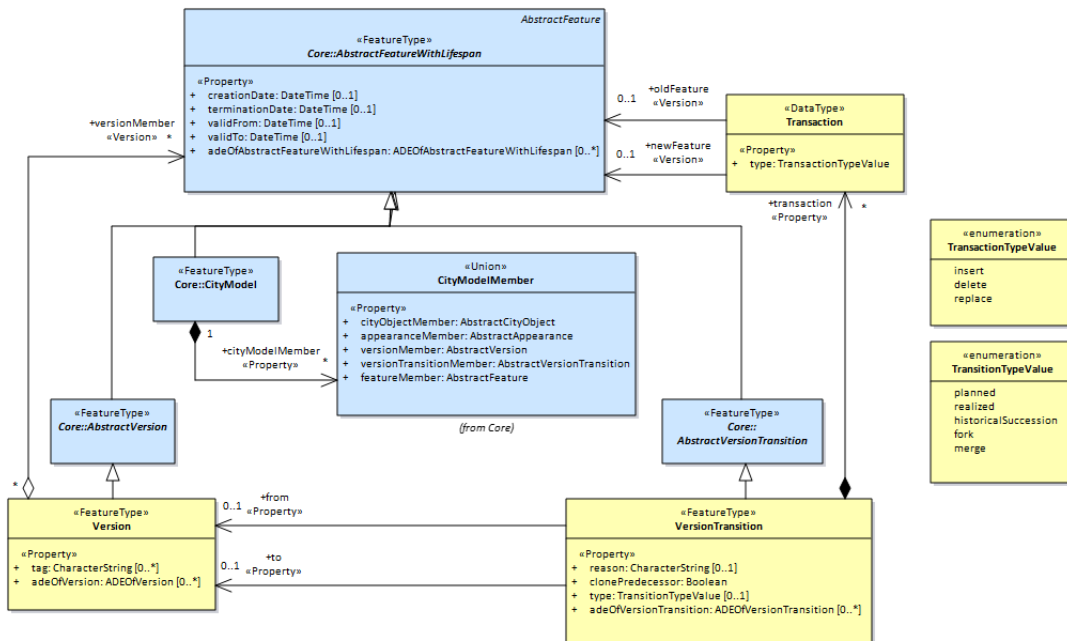 AbstractFeature
«FeatureType»
Core::AbstractFeatureWithLifespan
«Property»
+ creationDate: DateTime [0..1]
+ terminationDate: DateTime [0..1]
+ validFrom: DateTime [0..1]
+ validTo: DateTime [0..1]
+ adeOfAbstractFeatureWithLifespan: ADEOfAbstractFeatureWithLifespan [0..*]
+versionMember
«Version» *
+oldFeature
0..1 «Version»
+newFeature
0..1 «Version»
«DataType»
Transaction
«Property»
+ type: TransactionTypeValue
+transaction
«Property» *
«enumeration»
TransactionTypeValue
insert
delete
replace
«FeatureType»
Core::CityModel
1
+cityModelMember
«Property» *
«Union»
CityModelMember
«Property»
+ cityObjectMember: AbstractCityObject
+ appearanceMember: AbstractAppearance
+ versionMember: AbstractVersion
+ versionTransitionMember: AbstractVersionTransition
+ featureMember: AbstractFeature
(from Core)
«enumeration»
TransitionTypeValue
planned
realized
historicalSuccession
fork
merge
«FeatureType»
Core::AbstractVersion
«FeatureType»
Core::
AbstractVersionTransition
*
«FeatureType»
Version
«Property»
+ tag: CharacterString [0..*]
+ adeOfVersion: ADEOfVersion [0..*]
+from
0..1 «Property»
+to
0..1 «Property»
«FeatureType»
VersionTransition
«Property»
+ reason: CharacterString [0..1]
+ clonePredecessor: Boolean
+ type: TransitionTypeValue [0..1]
+ adeOfVersionTransition: ADEOfVersionTransition [0..*]